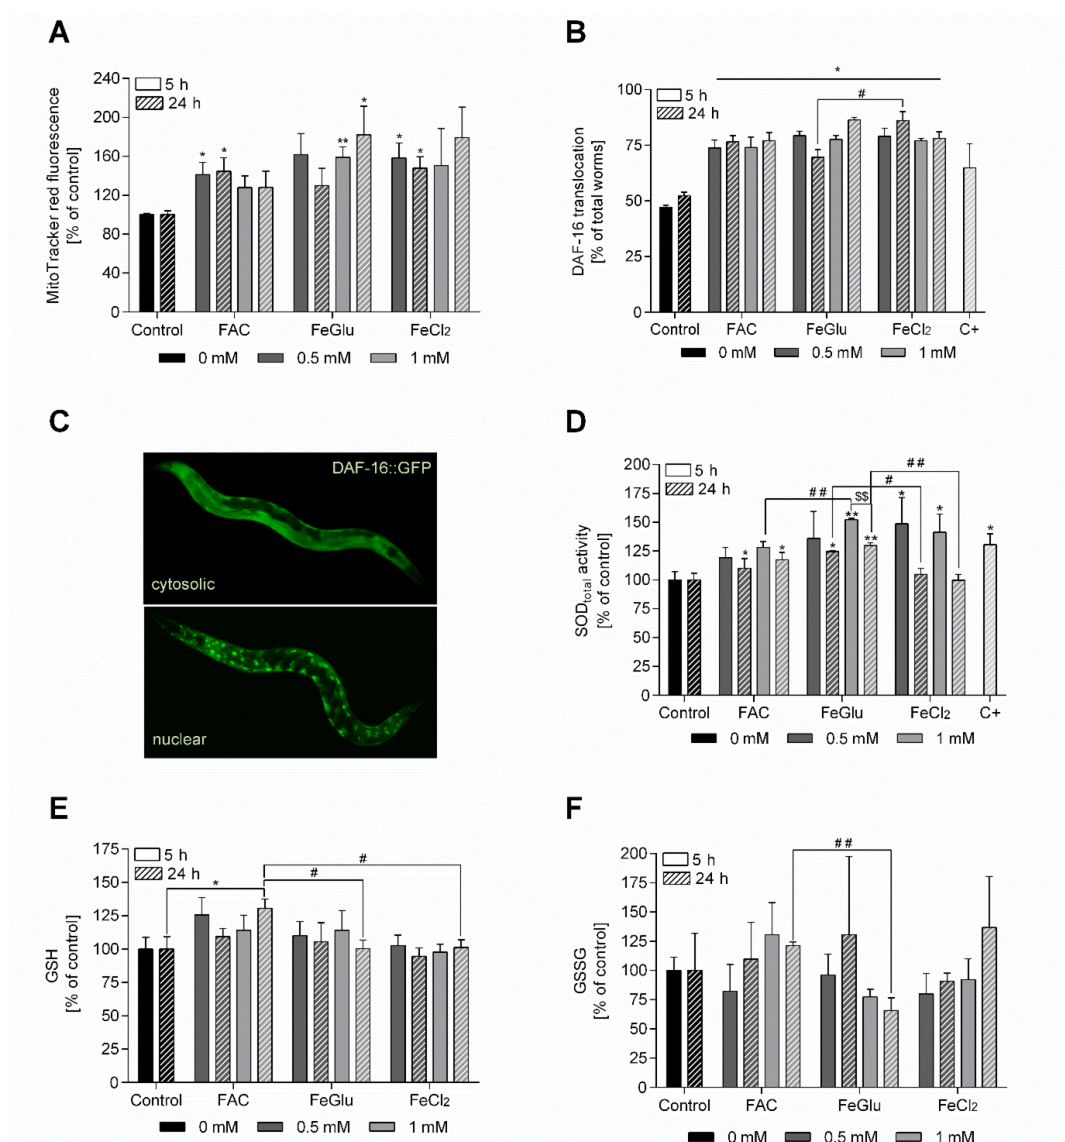 A
MitoTracker red fluorescence
[% of control]
240
200
160
120
80
40
0
5 h
24 h
*
*
**
*
*
*
Control
FAC
FeGlu
FeCl2
0 mM
0.5 mM
1 mM
B
DAF-16 translocation
[% of total worms]
100
75
50
25
0
5 h
24 h
*
#
Control
FAC
FeGlu
FeCl2
C+
0 mM
0.5 mM
1 mM
C
DAF-16::GFP
cytosolic
nuclear
D
SODtotal activity
[% of control]
200
175
150
125
100
75
50
25
0
5 h
24 h
##
#
##
$$
*
*
*
**
**
*
*
*
Control
FAC
FeGlu
FeCl2
C+
0 mM
0.5 mM
1 mM
E
GSH
[% of control]
175
150
125
100
75
50
25
0
5 h
24 h
*
#
#
Control
FAC
FeGlu
FeCl2
0 mM
0.5 mM
1 mM
F
GSSG
[% of control]
200
175
150
125
100
75
50
25
0
5 h
24 h
##
Control
FAC
FeGlu
FeCl2
0 mM
0.5 mM
1 mM